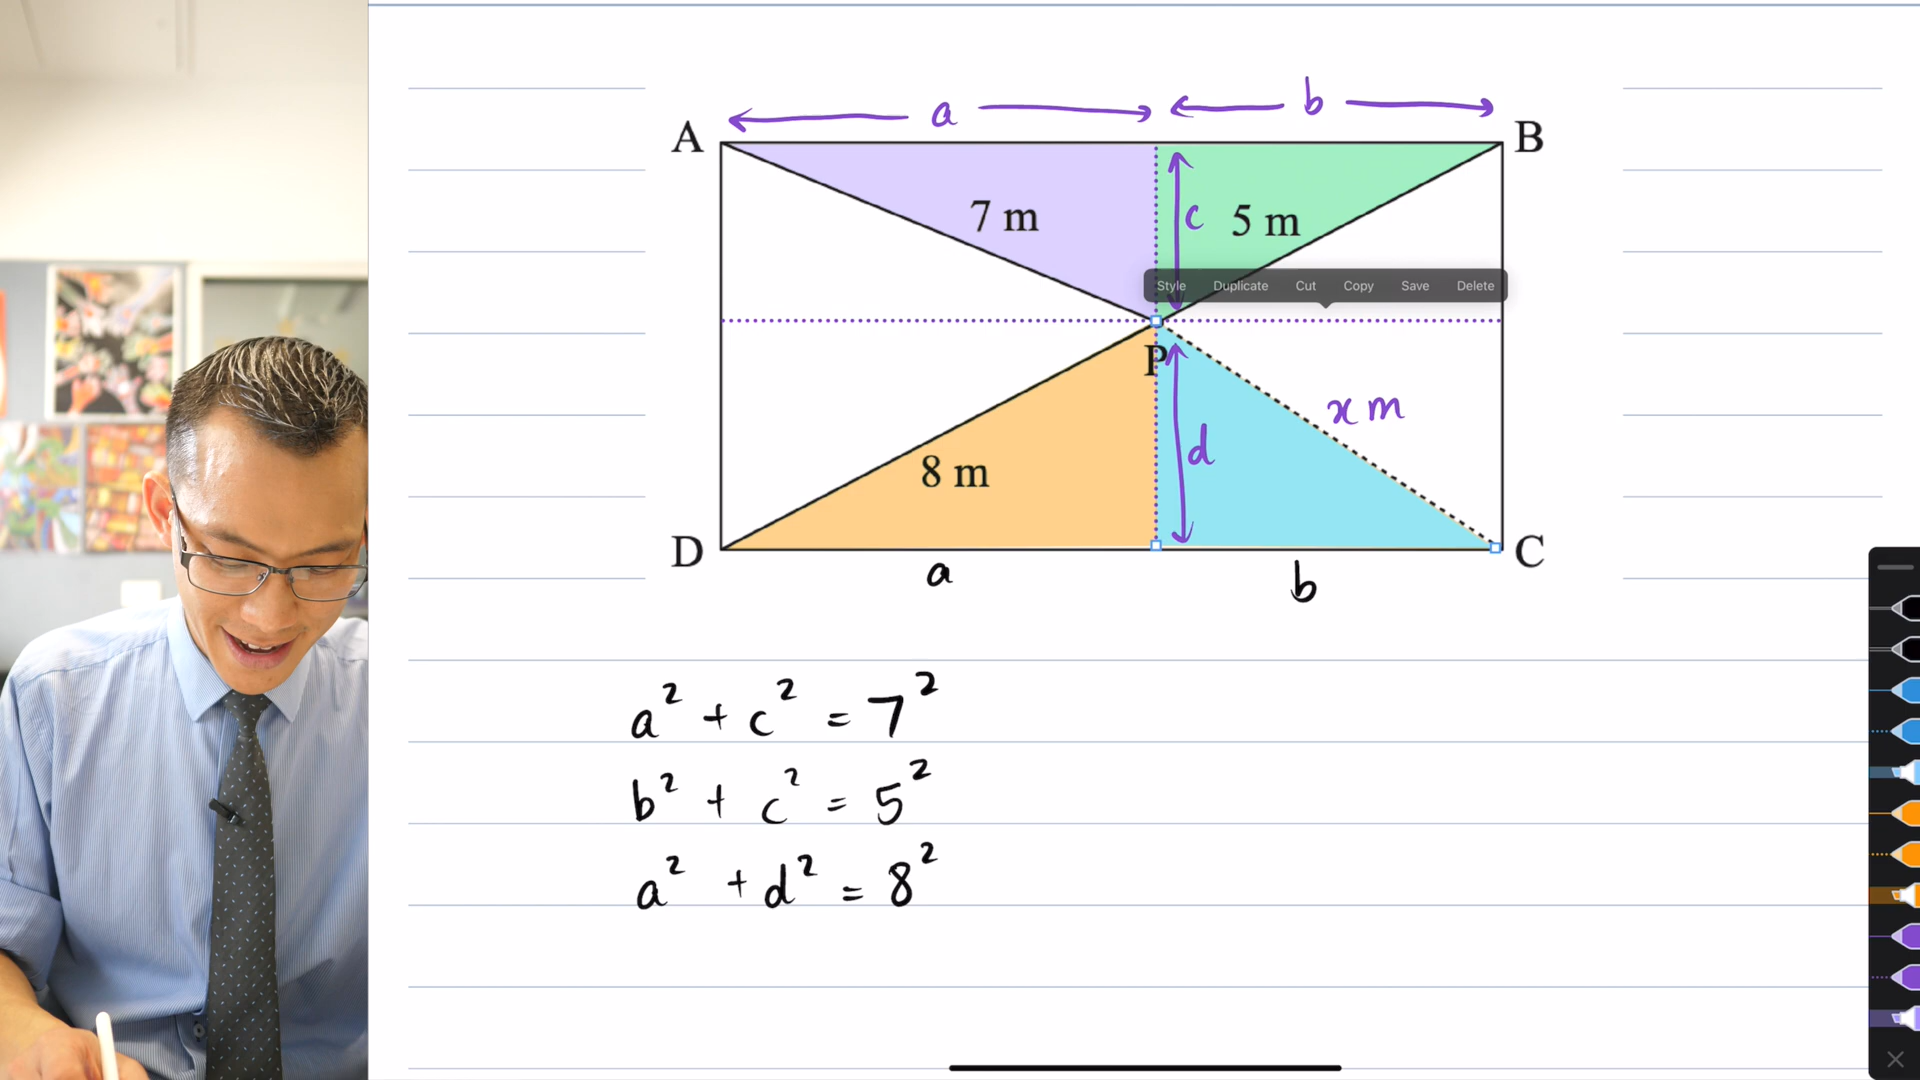 a b
A B
7 m c 5 m
Style Duplicate Cut Copy Save Delete
P
x m
8 m d
D C
a b
a² + c² = 7²
b² + c² = 5²
a² + d² = 8²